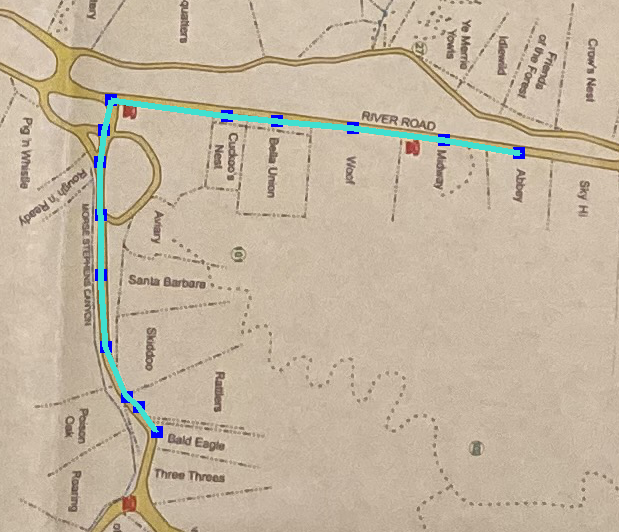 Ye Merrie
Yowls
Idlewild
Friends
of the Forest
Crow's Nest
27
RIVER ROAD
Cuckoo's
Nest
Bella Union
Woof
Midway
Abbey
Sky Hi
Pig 'n Whistle
Rough 'n Ready
MORSE STEPHENS CANYON
Aviary
101
Santa Barbara
Skiddoo
Rattlers
Poison
Oak
Bald Eagle
Three Threes
Roaring